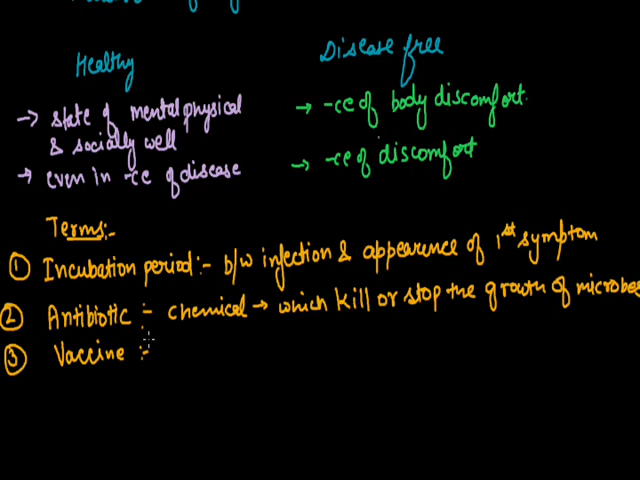 Healthy
Disease free
→ state of mental physical
& socially well
→ even in -ce of disease
→ -ce of body discomfort
→ -ce of discomfort
Terms:-
① Incubation period:- b/w infection & appearence of 1st symptom
② Antibiotic :- chemical → which kill or stop the growth of microbes
③ Vaccine :-